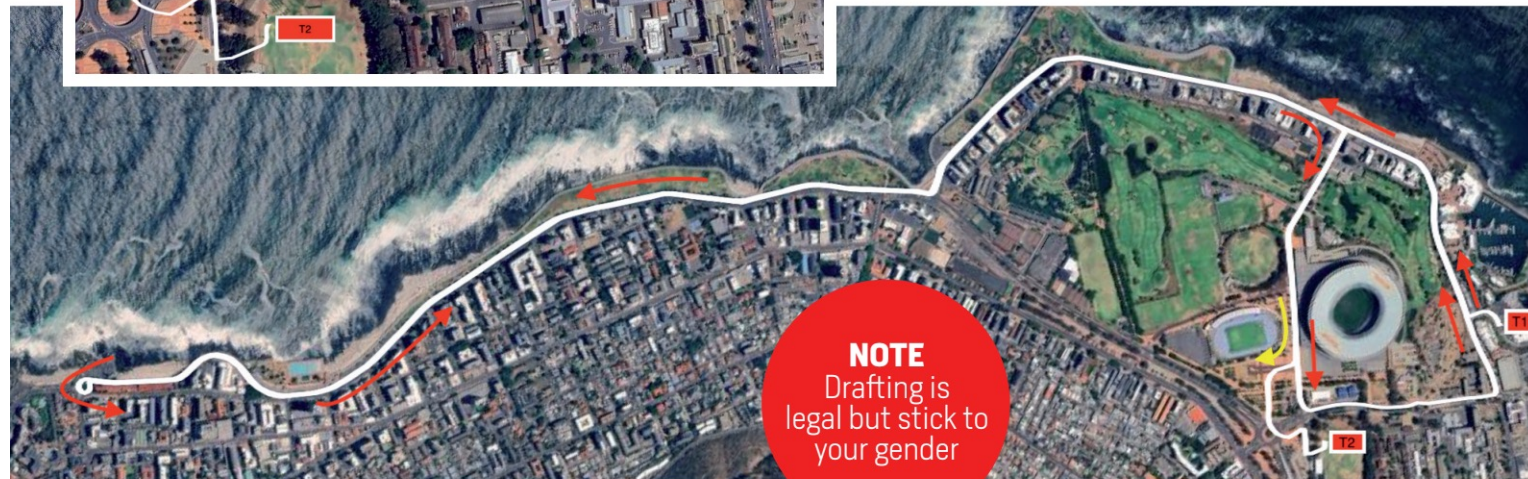 T2
NOTE
Drafting is
legal but stick to
your gender
T1
T2